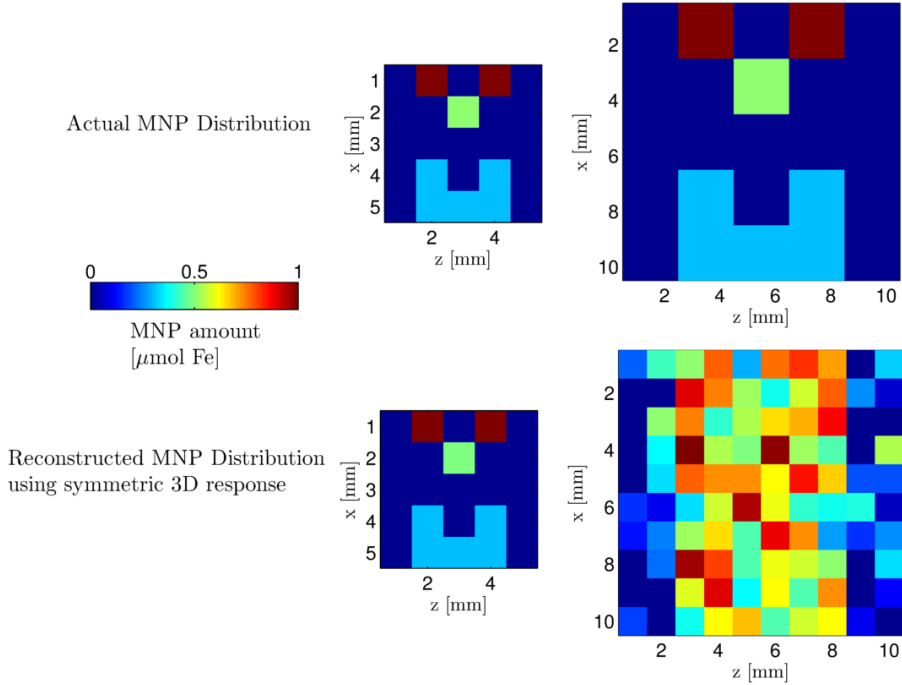 Actual MNP Distribution
x [mm]
1
2
3
4
5
2 4
z [mm]
x [mm]
2
4
6
8
10
2 4 6 8 10
z [mm]
0 0.5 1
MNP amount
[μmol Fe]
Reconstructed MNP Distribution
using symmetric 3D response
x [mm]
1
2
3
4
5
2 4
z [mm]
x [mm]
2
4
6
8
10
2 4 6 8 10
z [mm]